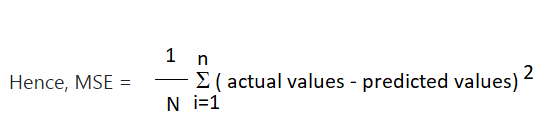 1 n
Hence, MSE = — Σ ( actual values - predicted values) 2
N i=1